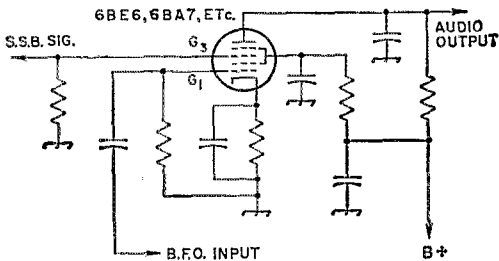 6BE6, 6BA7, ETC.
S.S.B. SIG.
G3
G1
AUDIO
OUTPUT
B.F.O. INPUT
B+